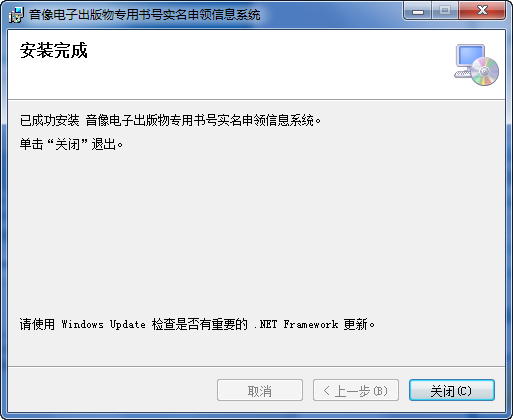 音像电子出版物专用书号实名申领信息系统
安装完成
已成功安装 音像电子出版物专用书号实名申领信息系统。
单击“关闭”退出。
请使用 Windows Update 检查是否有重要的 .NET Framework 更新。
取消
< 上一步(B)
关闭(C)